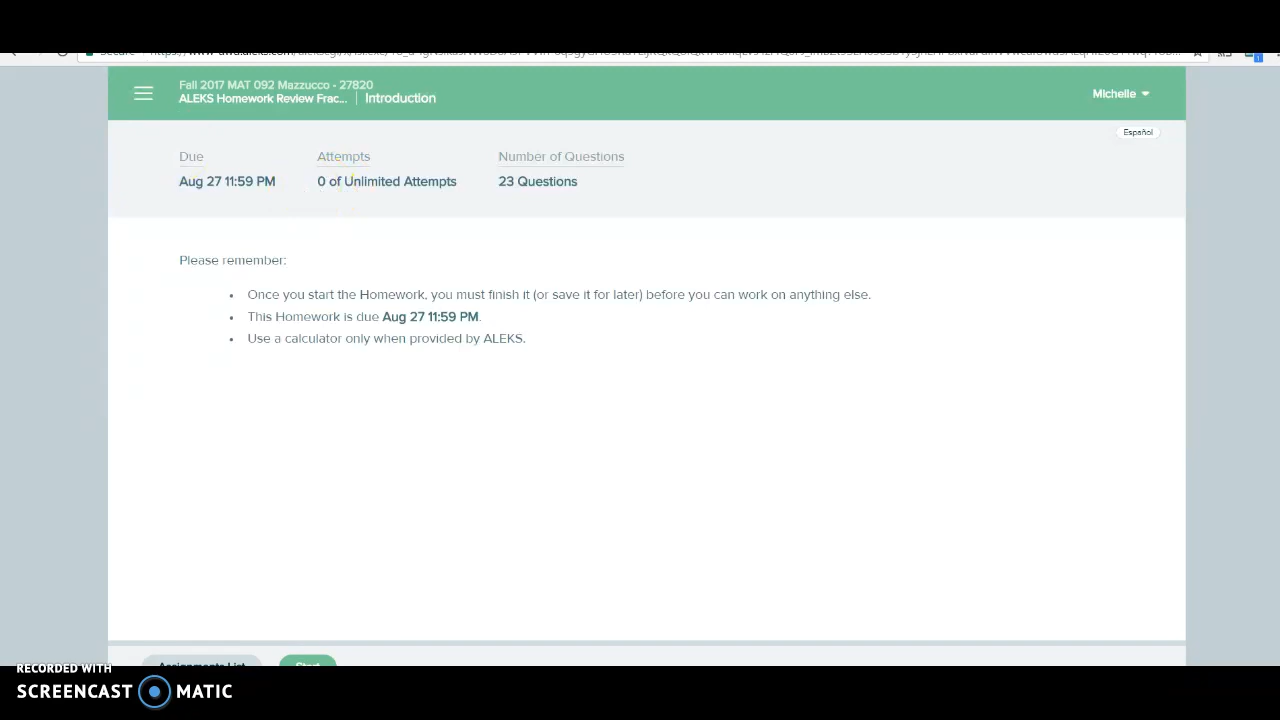 Fall 2017 MAT 092 Mazzucco - 27820
ALEKS Homework Review Frac... Introduction
Michelle
Español
Due Attempts Number of Questions
Aug 27 11:59 PM 0 of Unlimited Attempts 23 Questions
Please remember:
• Once you start the Homework, you must finish it (or save it for later) before you can work on anything else.
• This Homework is due Aug 27 11:59 PM.
• Use a calculator only when provided by ALEKS.
Assignments List Start
RECORDED WITH
SCREENCAST MATIC